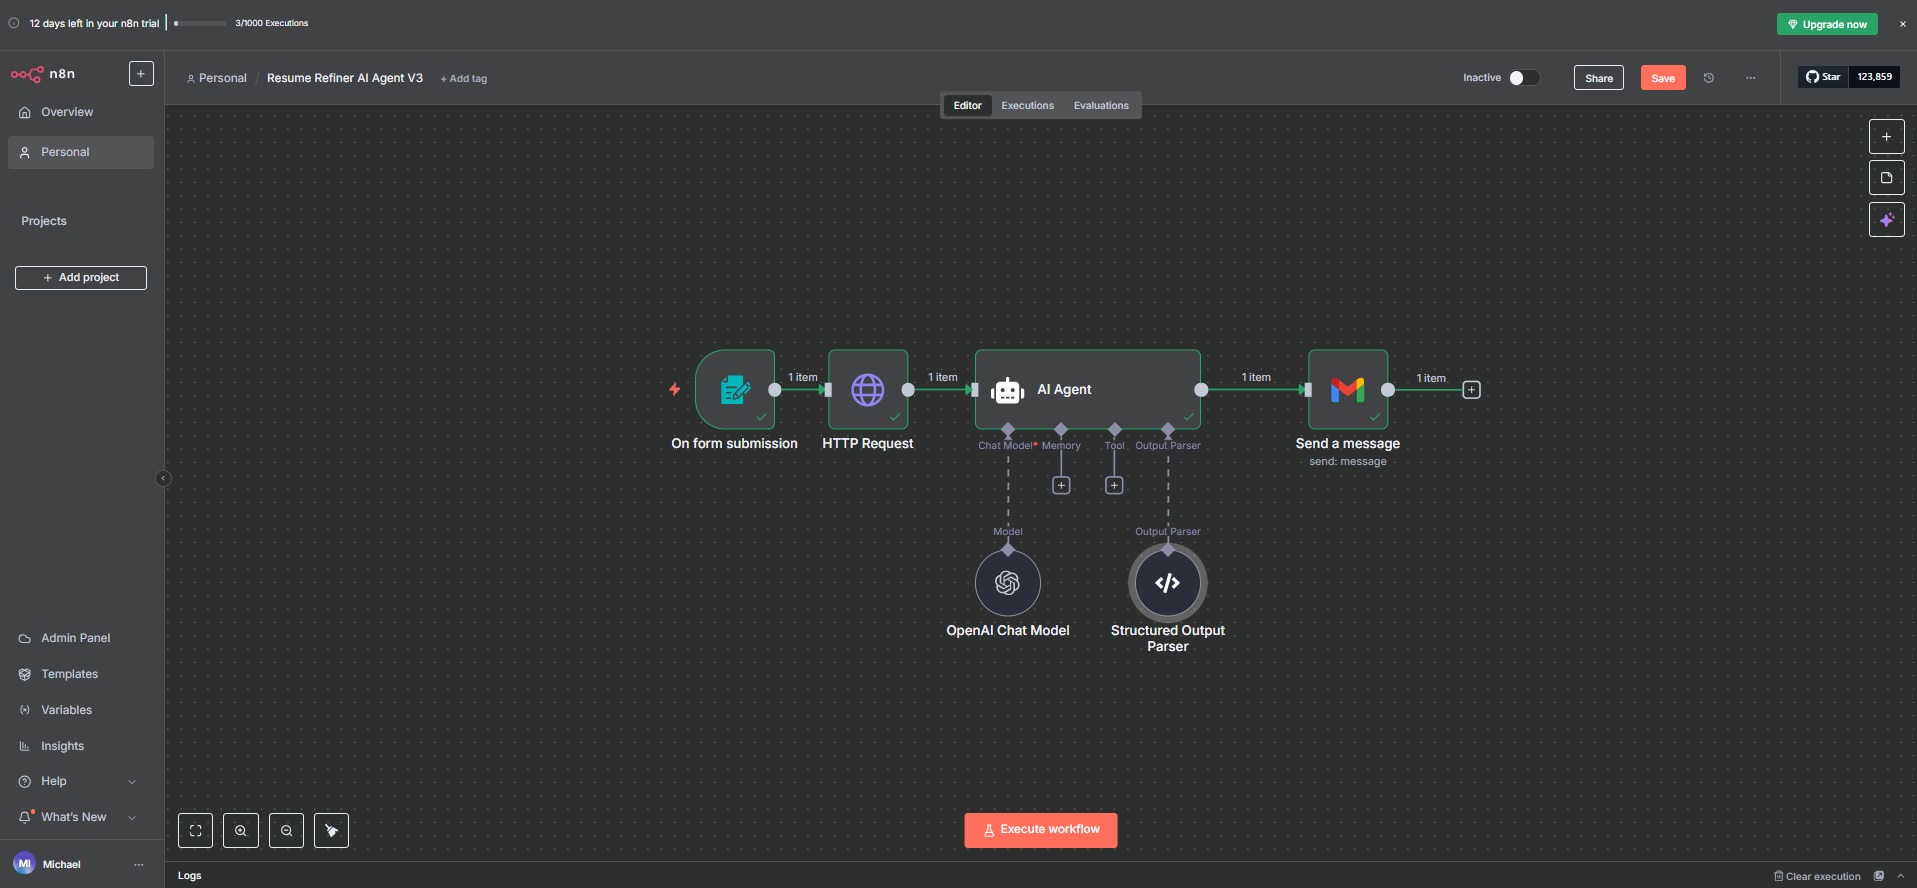 12 days left in your n8n trial
3/1000 Executions
Upgrade now
n8n
Personal / Resume Refiner AI Agent V3 + Add tag
Inactive
Share
Save
Star
123,859
Editor
Executions
Evaluations
Overview
Personal
Projects
+ Add project
1 item
1 item
1 item
1 item
AI Agent
On form submission
HTTP Request
Send a message
send: message
Chat Model*
Memory
Tool
Output Parser
Model
Output Parser
OpenAI Chat Model
Structured Output
Parser
Admin Panel
Templates
Variables
Insights
Help
What's New
Execute workflow
MI
Michael
Logs
Clear execution